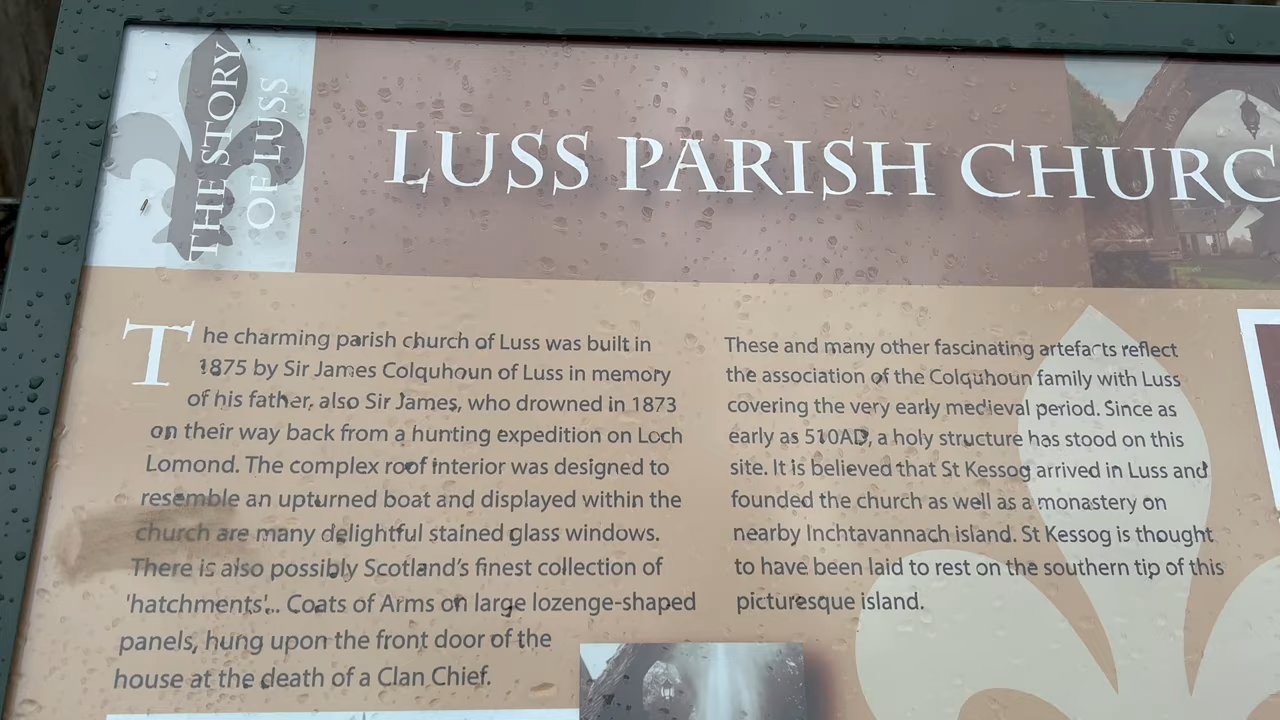 THE STORY
OF LUSS
LUSS PARISH CHURC
The charming parish church of Luss was built in
1875 by Sir James Colquhoun of Luss in memory
of his father, also Sir James, who drowned in 1873
on their way back from a hunting expedition on Loch
Lomond. The complex roof interior was designed to
resemble an upturned boat and displayed within the
church are many delightful stained glass windows.
There is also possibly Scotland's finest collection of
'hatchments'... Coats of Arms on large lozenge-shaped
panels, hung upon the front door of the
house at the death of a Clan Chief.
These and many other fascinating artefacts reflect
the association of the Colquhoun family with Luss
covering the very early medieval period. Since as
early as 510AD, a holy structure has stood on this
site. It is believed that St Kessog arrived in Luss and
founded the church as well as a monastery on
nearby Inchtavannach island. St Kessog is thought
to have been laid to rest on the southern tip of this
picturesque island.